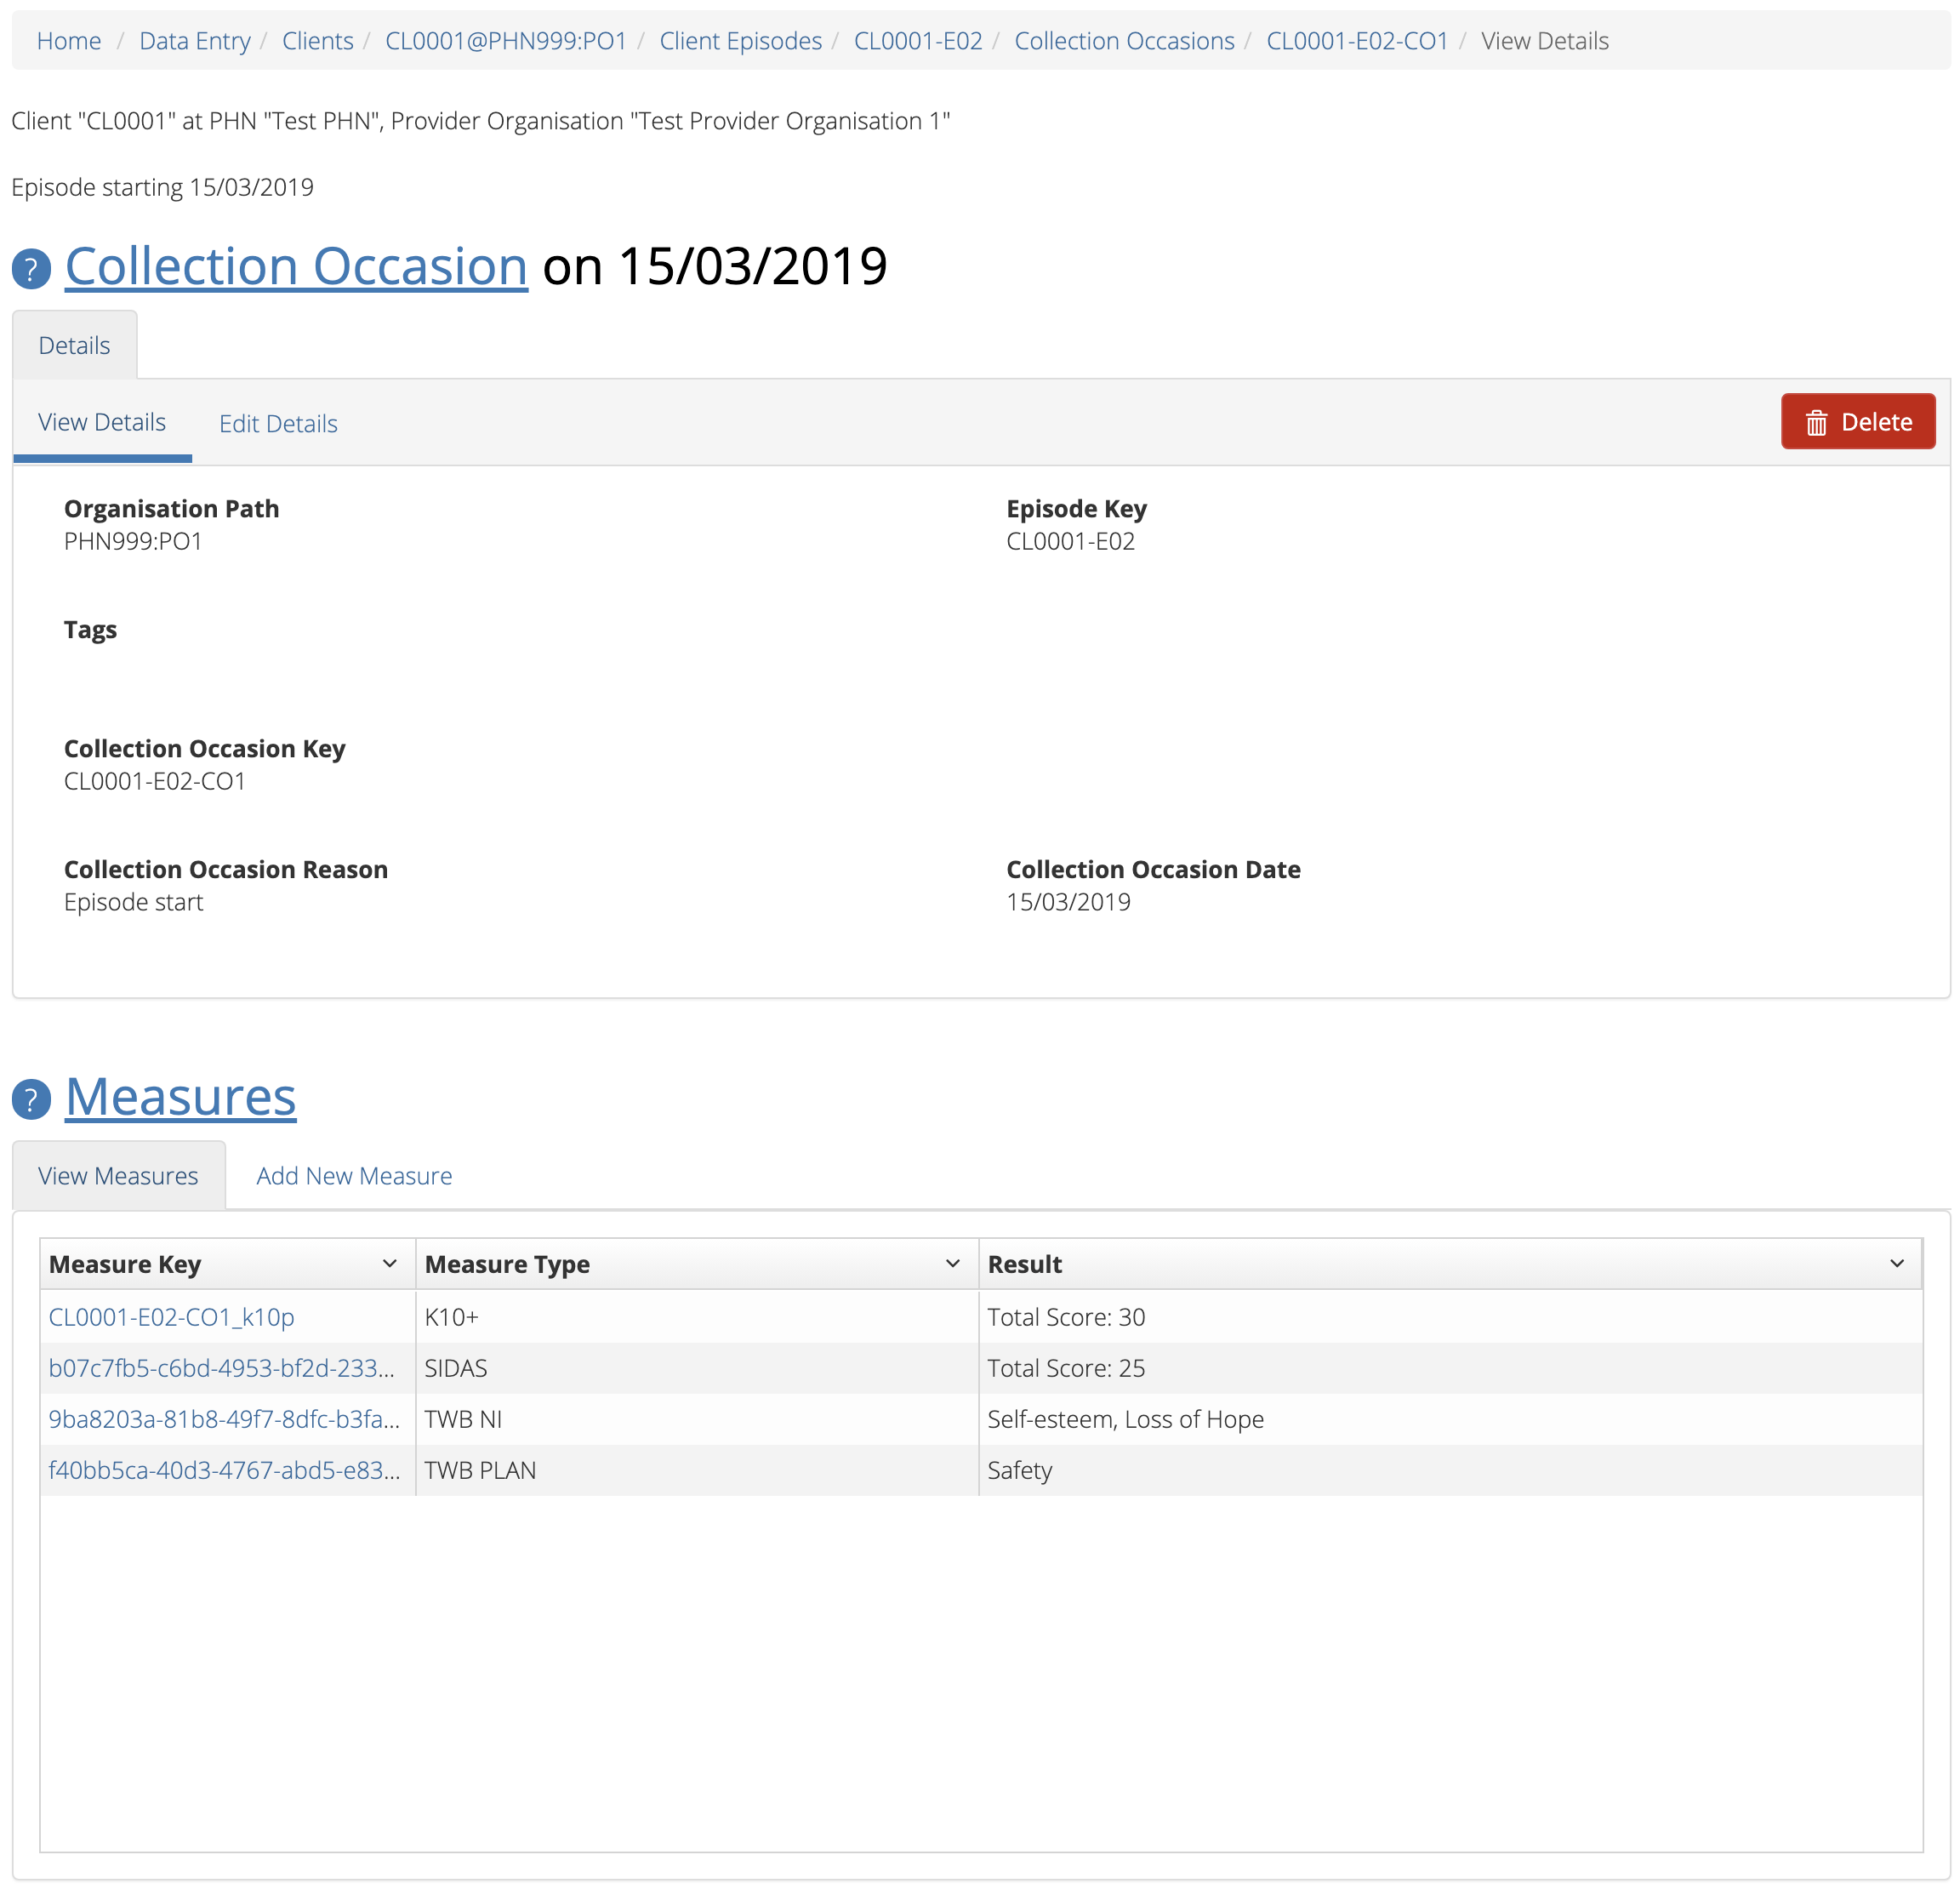 Home / Data Entry / Clients / CL0001@PHN999:PO1 / Client Episodes / CL0001-E02 / Collection Occasions / CL0001-E02-CO1 / View Details
Client "CL0001" at PHN "Test PHN", Provider Organisation "Test Provider Organisation 1"
Episode starting 15/03/2019
? Collection Occasion on 15/03/2019
Details
View Details Edit Details Delete
Organisation Path Episode Key
PHN999:PO1 CL0001-E02
Tags
Collection Occasion Key
CL0001-E02-CO1
Collection Occasion Reason Collection Occasion Date
Episode start 15/03/2019
? Measures
View Measures Add New Measure
Measure Key Measure Type Result
CL0001-E02-CO1_k10p K10+ Total Score: 30
b07c7fb5-c6bd-4953-bf2d-233... SIDAS Total Score: 25
9ba8203a-81b8-49f7-8dfc-b3fa... TWB NI Self-esteem, Loss of Hope
f40bb5ca-40d3-4767-abd5-e83... TWB PLAN Safety